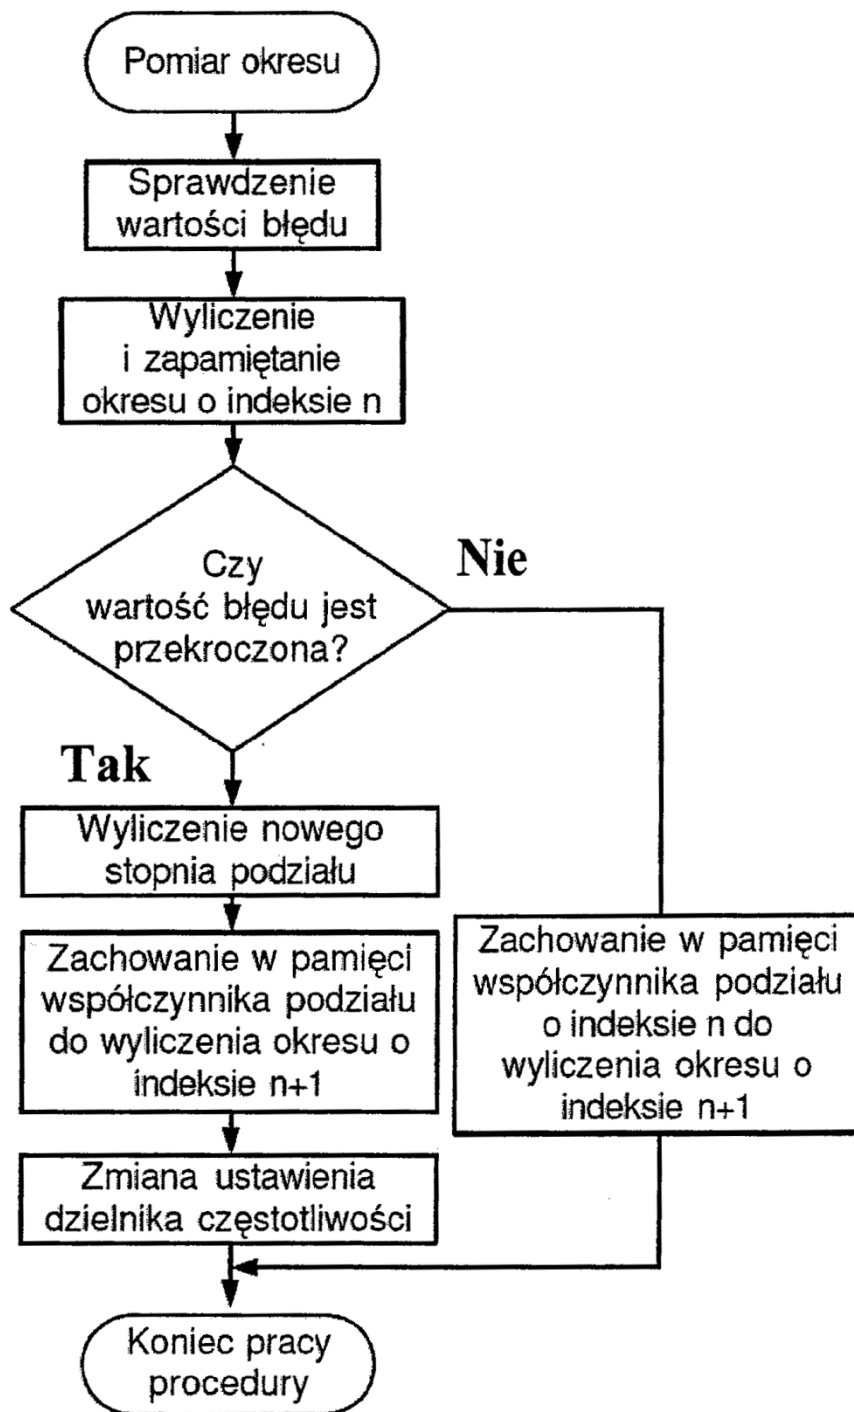 Pomiar okresu
Sprawdzenie
wartości błędu
Wyliczenie
i zapamiętanie
okresu o indeksie n
Czy
wartość błędu jest
przekroczona?
Nie
Tak
Wyliczenie nowego
stopnia podziału
Zachowanie w pamięci
współczynnika podziału
do wyliczenia okresu o
indeksie n+1
Zmiana ustawienia
dzielnika częstotliwości
Zachowanie w pamięci
współczynnika podziału
o indeksie n do
wyliczenia okresu o
indeksie n+1
Koniec pracy
procedury